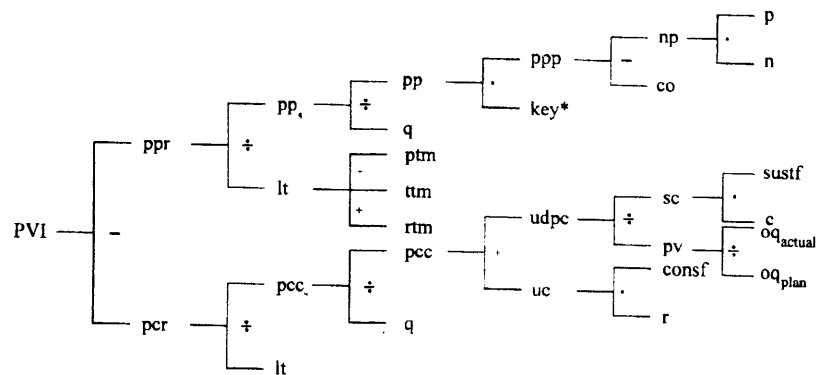 p
np
·
ppp
n
pp
−
pp
·
co
÷
key*
ppr
q
÷
ptm
-
sustf
lt
ttm
sc
·
+
udpc
÷
c
PVI
rtm
oq actual
−
pcc
pv
÷
+
consf
oq plan
pcc
uc
·
÷
r
pcr
q
÷
lt